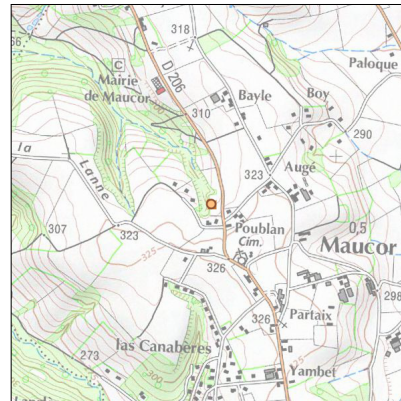 318
66
C
Mairie
de Maucor
D 206
Paloque
Bayle
Boy
310
290
la
Lanne
323
Augé
307
323
Poublan
Cim.
0,5
Maucor
325
326
298
326
Partaix
las Canabères
273
300
Yambet